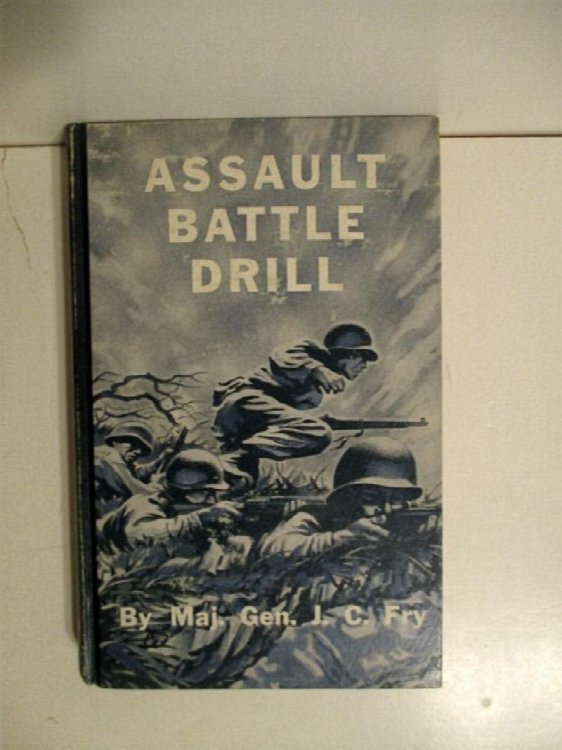 ASSAULT
BATTLE
DRILL
By Maj. Gen. J. C. Fry